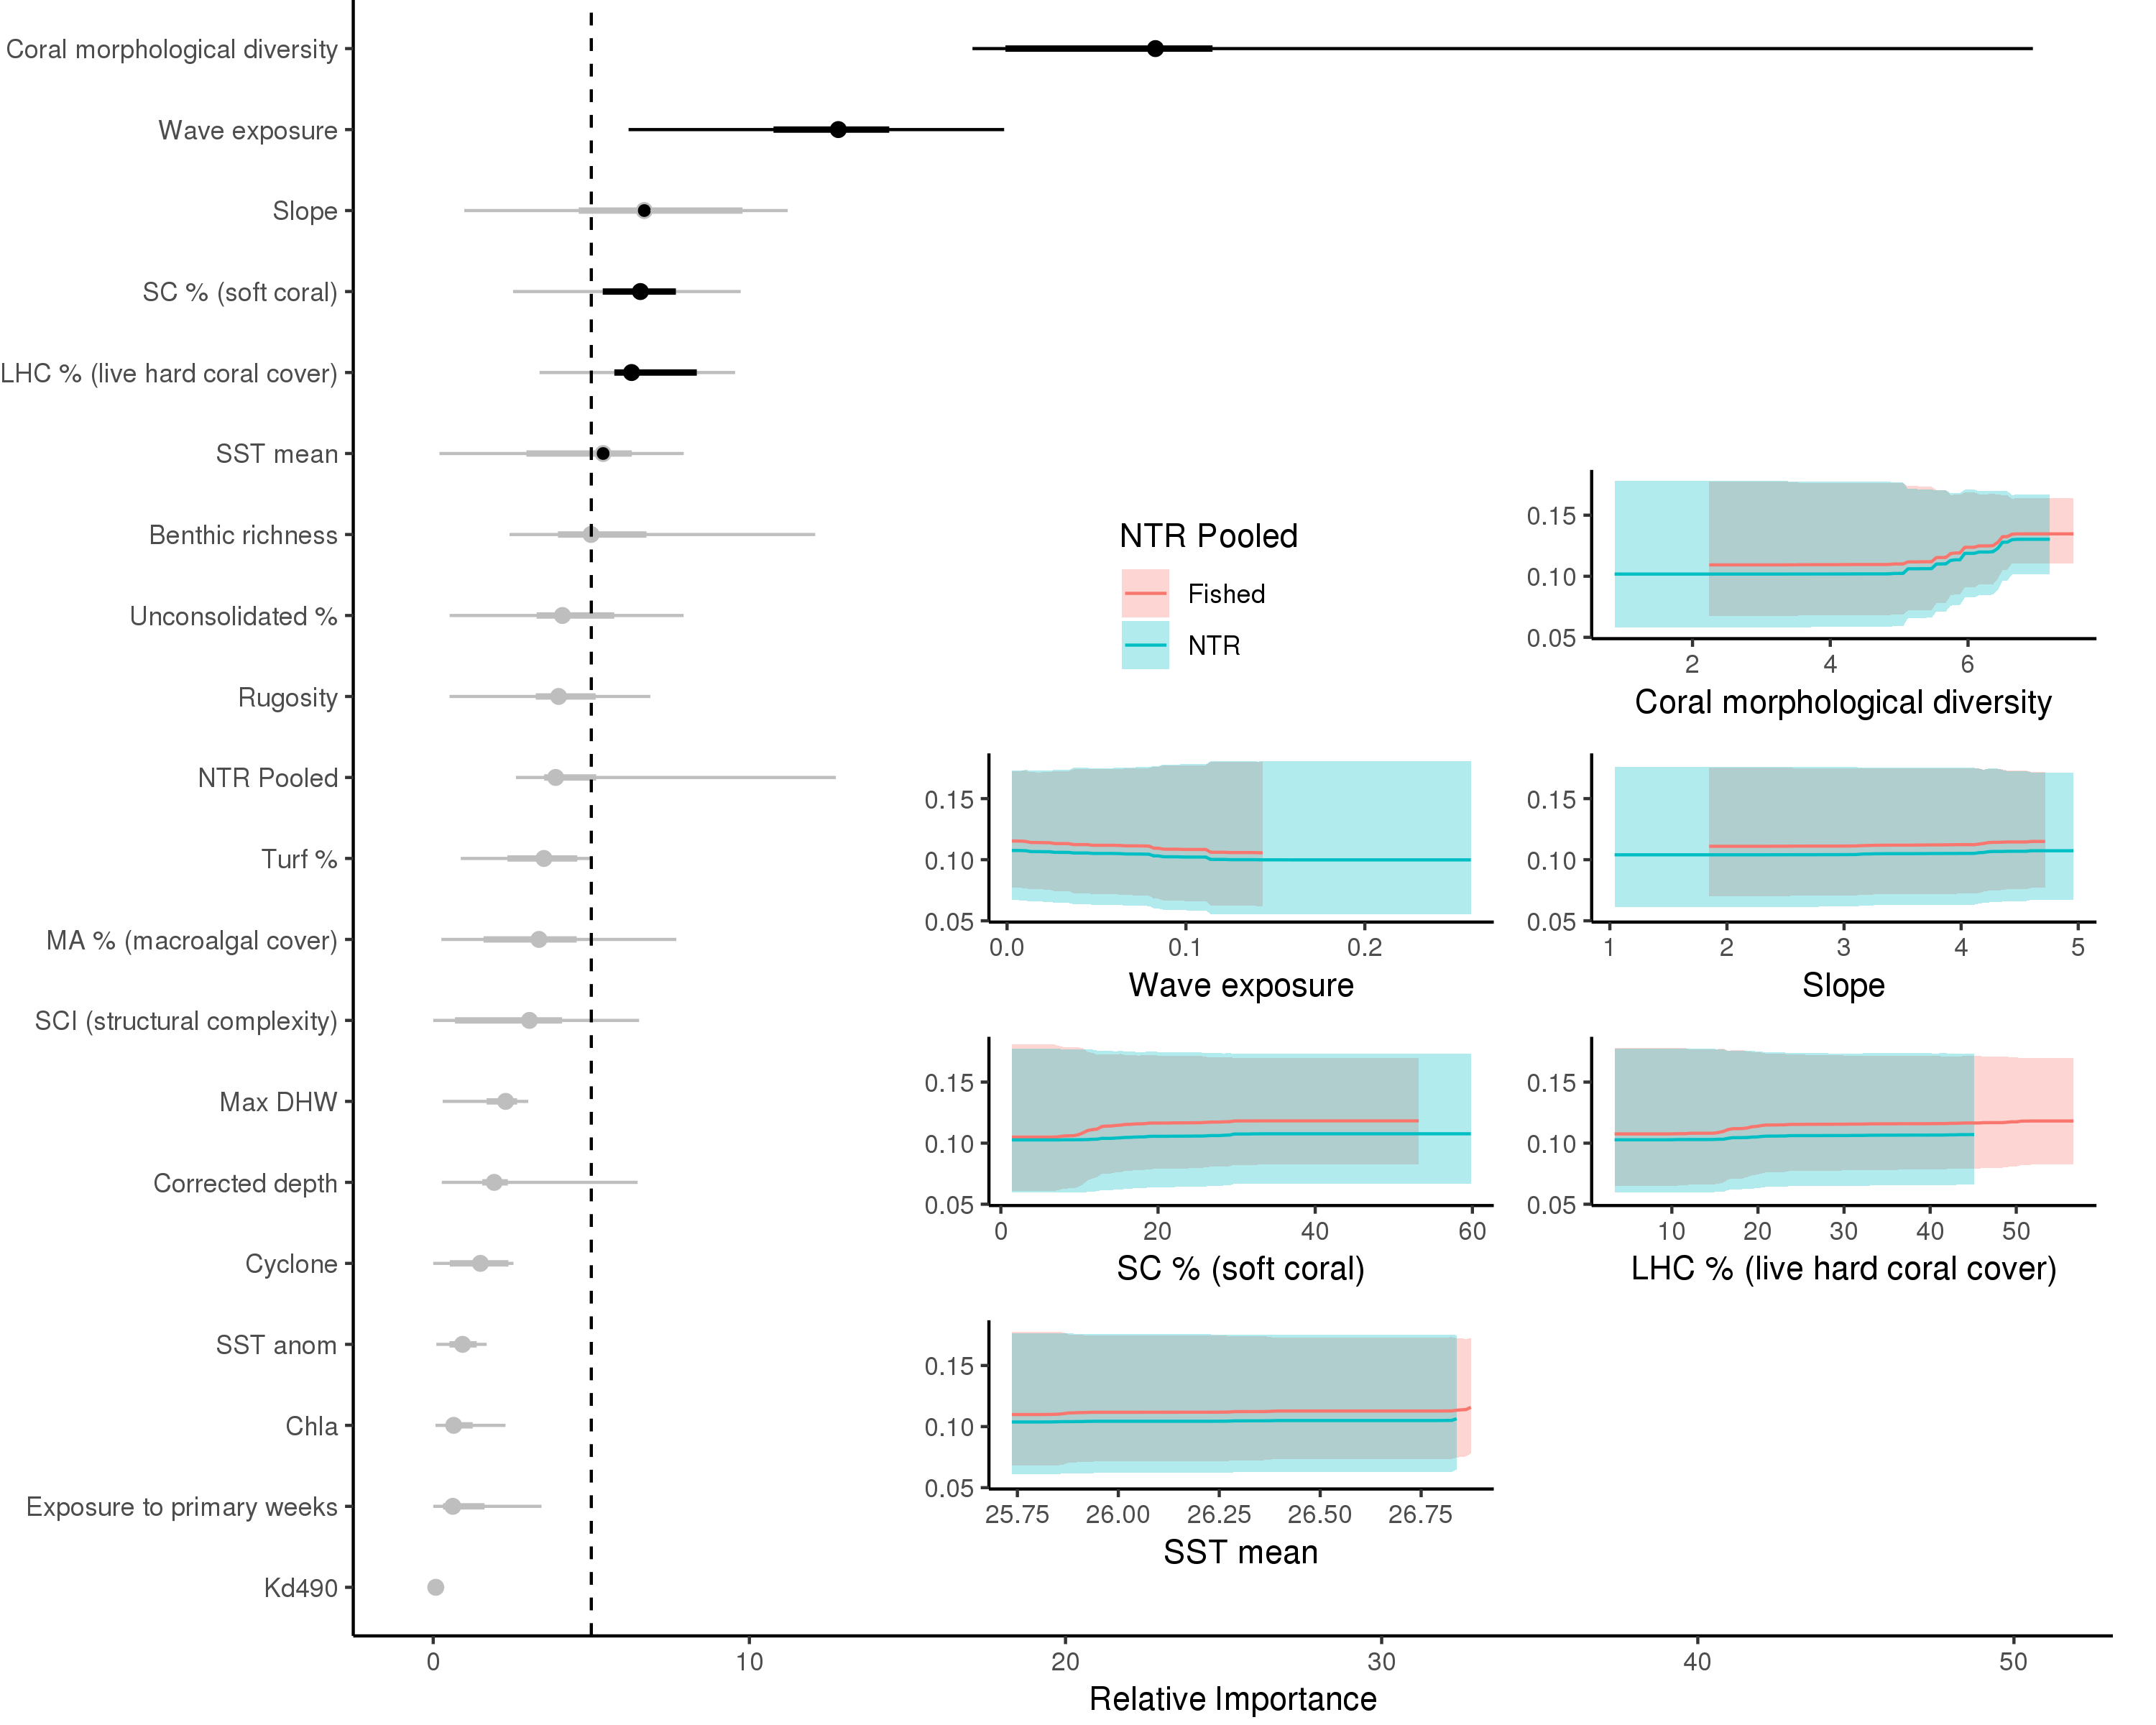 Coral morphological diversity
Wave exposure
Slope
SC % (soft coral)
LHC % (live hard coral cover)
SST mean
Benthic richness
Unconsolidated %
Rugosity
NTR Pooled
Turf %
MA % (macroalgal cover)
SCI (structural complexity)
Max DHW
Corrected depth
Cyclone
SST anom
Chla
Exposure to primary weeks
Kd490
0 10 20 30 40 50
Relative Importance
NTR Pooled
Fished
NTR
0.15
0.10
0.05
2 4 6
Coral morphological diversity
0.15
0.10
0.05
0.0 0.1 0.2
Wave exposure
0.15
0.10
0.05
1 2 3 4 5
Slope
0.15
0.10
0.05
0 20 40 60
SC % (soft coral)
0.15
0.10
0.05
10 20 30 40 50
LHC % (live hard coral cover)
0.15
0.10
0.05
25.75 26.00 26.25 26.50 26.75
SST mean